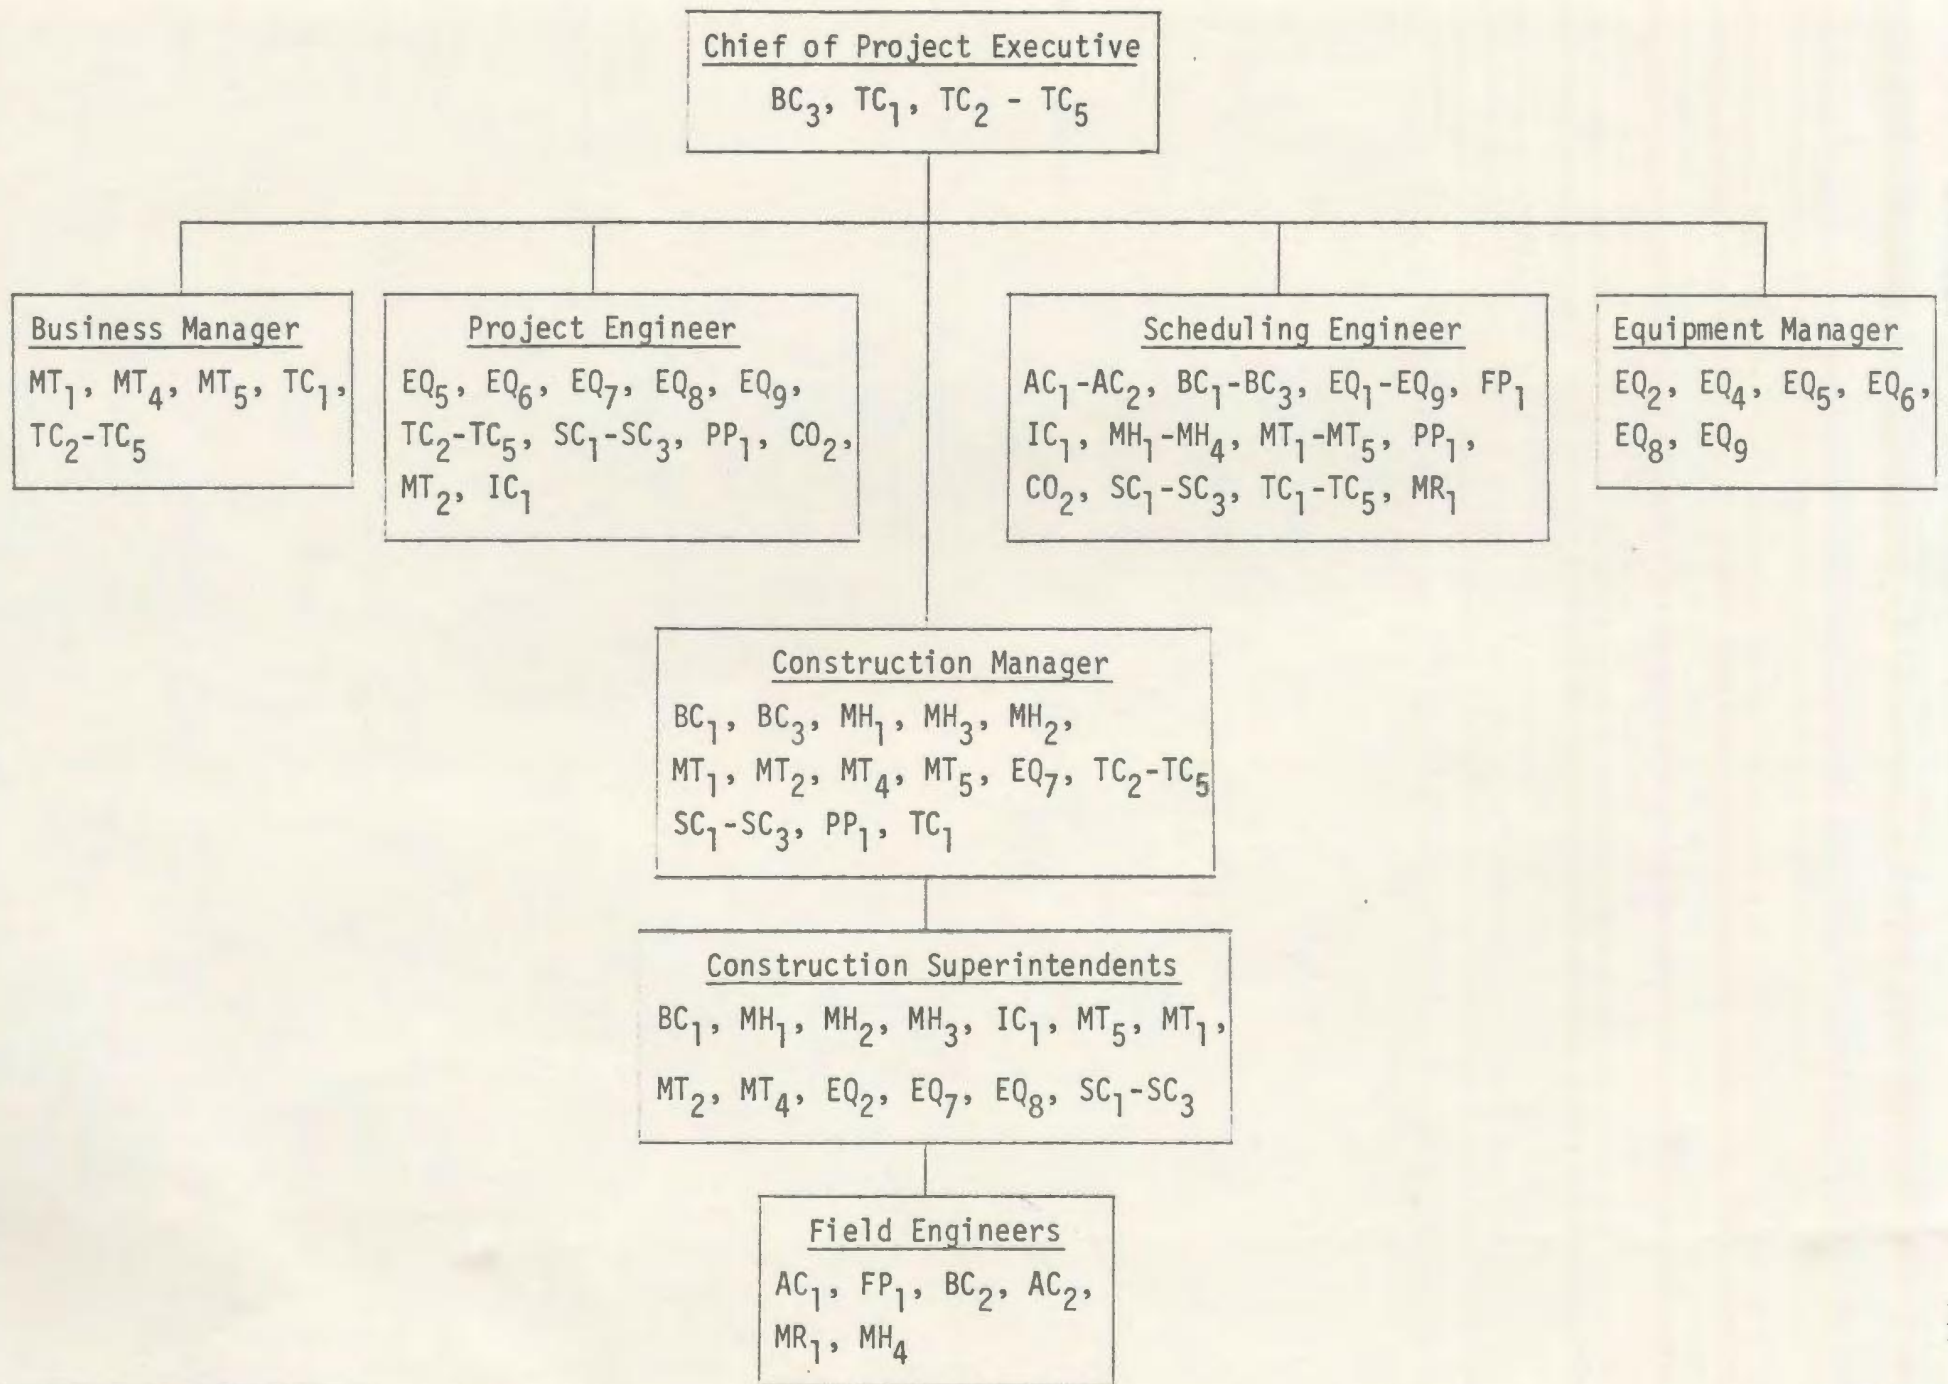 Chief of Project Executive
BC₃, TC₁, TC₂ - TC₅
Business Manager
MT₁, MT₄, MT₅, TC₁,
TC₂-TC₅
Project Engineer
EQ₅, EQ₆, EQ₇, EQ₈, EQ₉,
TC₂-TC₅, SC₁-SC₃, PP₁, CO₂,
MT₂, IC₁
Scheduling Engineer
AC₁-AC₂, BC₁-BC₃, EQ₁-EQ₉, FP₁
IC₁, MH₁-MH₄, MT₁-MT₅, PP₁,
CO₂, SC₁-SC₃, TC₁-TC₅, MR₁
Equipment Manager
EQ₂, EQ₄, EQ₅, EQ₆,
EQ₈, EQ₉
Construction Manager
BC₁, BC₃, MH₁, MH₃, MH₂,
MT₁, MT₂, MT₄, MT₅, EQ₇, TC₂-TC₅
SC₁-SC₃, PP₁, TC₁
Construction Superintendents
BC₁, MH₁, MH₂, MH₃, IC₁, MT₅, MT₁,
MT₂, MT₄, EQ₂, EQ₇, EQ₈, SC₁-SC₃
Field Engineers
AC₁, FP₁, BC₂, AC₂,
MR₁, MH₄